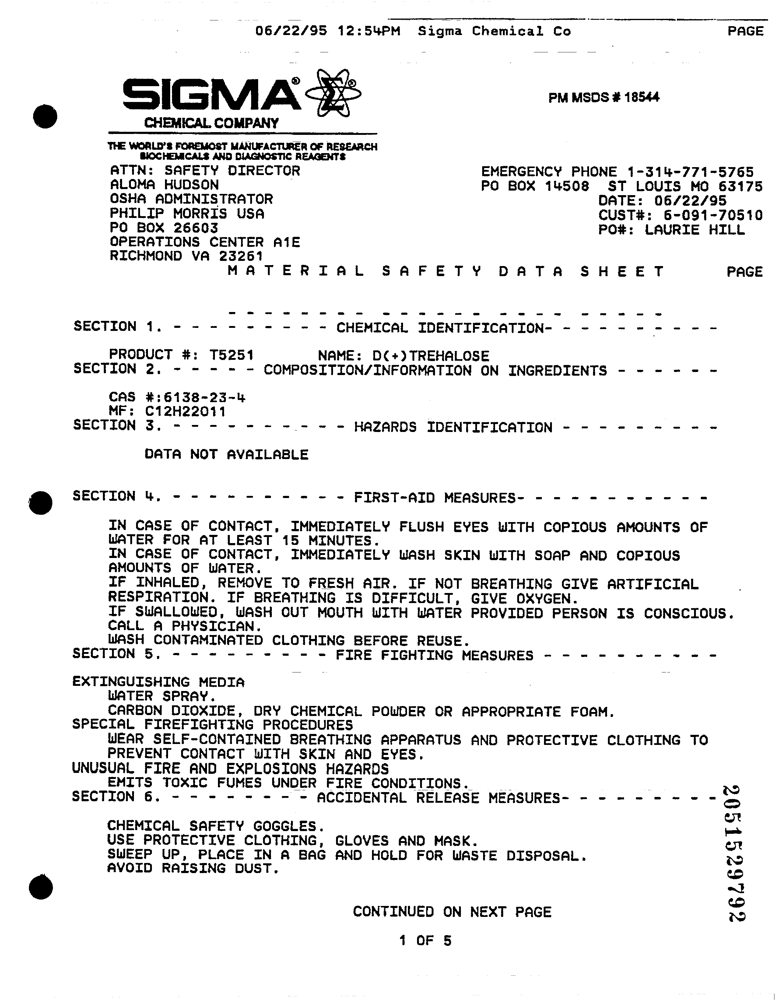 06/22/95 12:54PM Sigma Chemical Co PAGE
SIGMA®
CHEMICAL COMPANY
PM MSDS # 18544
THE WORLD'S FOREMOST MANUFACTURER OF RESEARCH
BIOCHEMICALS AND DIAGNOSTIC REAGENTS
ATTN: SAFETY DIRECTOR
ALOMA HUDSON
OSHA ADMINISTRATOR
PHILIP MORRIS USA
PO BOX 26603
OPERATIONS CENTER A1E
RICHMOND VA 23261
EMERGENCY PHONE 1-314-771-5765
PO BOX 14508 ST LOUIS MO 63175
DATE: 06/22/95
CUST#: 6-091-70510
PO#: LAURIE HILL
M A T E R I A L S A F E T Y D A T A S H E E T PAGE
- - - - - - - - - - - - - - - - - - - - -
SECTION 1. - - - - - - - - - CHEMICAL IDENTIFICATION- - - - - - - - - -
PRODUCT #: T5251 NAME: D(+)TREHALOSE
SECTION 2. - - - - - COMPOSITION/INFORMATION ON INGREDIENTS - - - - - -
CAS #:6138-23-4
MF: C12H22O11
SECTION 3. - - - - - - - - - - HAZARDS IDENTIFICATION - - - - - - - - -
DATA NOT AVAILABLE
SECTION 4. - - - - - - - - - - FIRST-AID MEASURES- - - - - - - - - - -
IN CASE OF CONTACT, IMMEDIATELY FLUSH EYES WITH COPIOUS AMOUNTS OF
WATER FOR AT LEAST 15 MINUTES.
IN CASE OF CONTACT, IMMEDIATELY WASH SKIN WITH SOAP AND COPIOUS
AMOUNTS OF WATER.
IF INHALED, REMOVE TO FRESH AIR. IF NOT BREATHING GIVE ARTIFICIAL
RESPIRATION. IF BREATHING IS DIFFICULT, GIVE OXYGEN.
IF SWALLOWED, WASH OUT MOUTH WITH WATER PROVIDED PERSON IS CONSCIOUS.
CALL A PHYSICIAN.
WASH CONTAMINATED CLOTHING BEFORE REUSE.
SECTION 5. - - - - - - - - - FIRE FIGHTING MEASURES - - - - - - - - - -
EXTINGUISHING MEDIA
WATER SPRAY.
CARBON DIOXIDE, DRY CHEMICAL POWDER OR APPROPRIATE FOAM.
SPECIAL FIREFIGHTING PROCEDURES
WEAR SELF-CONTAINED BREATHING APPARATUS AND PROTECTIVE CLOTHING TO
PREVENT CONTACT WITH SKIN AND EYES.
UNUSUAL FIRE AND EXPLOSIONS HAZARDS
EMITS TOXIC FUMES UNDER FIRE CONDITIONS.
SECTION 6. - - - - - - - - ACCIDENTAL RELEASE MEASURES- - - - - - - - -
CHEMICAL SAFETY GOGGLES.
USE PROTECTIVE CLOTHING, GLOVES AND MASK.
SWEEP UP, PLACE IN A BAG AND HOLD FOR WASTE DISPOSAL.
AVOID RAISING DUST.
CONTINUED ON NEXT PAGE
1 OF 5
2051529792